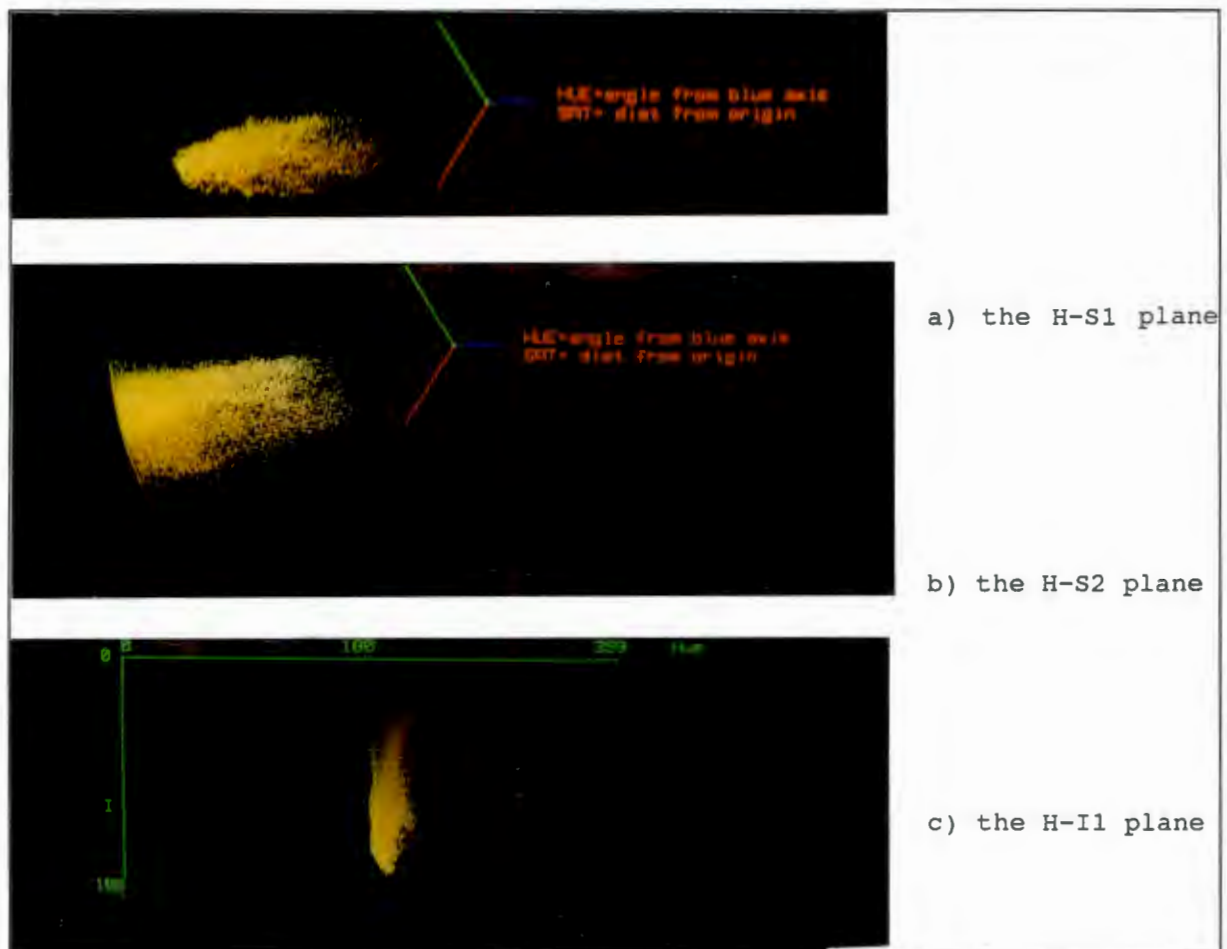 HUE=angle from blue axis
SAT= dist from origin
a) the H-S1 plane
HUE=angle from blue axis
SAT= dist from origin
b) the H-S2 plane
0 180 359 Hue
0
I
100
c) the H-I1 plane